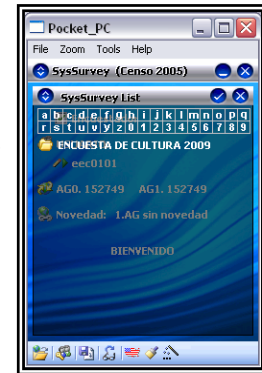 Pocket_PC
File Zoom Tools Help
SysSurvey (Censo 2005)
SysSurvey List
a b c d e f g h i j k l m n o p q
r s t u v y z 0 1 2 3 4 5 6 7 8 9
ENCUESTA DE CULTURA 2009
eec0101
AG0. 152749 AG1. 152749
Novedad: 1.AG sin novedad
BIENVENIDO